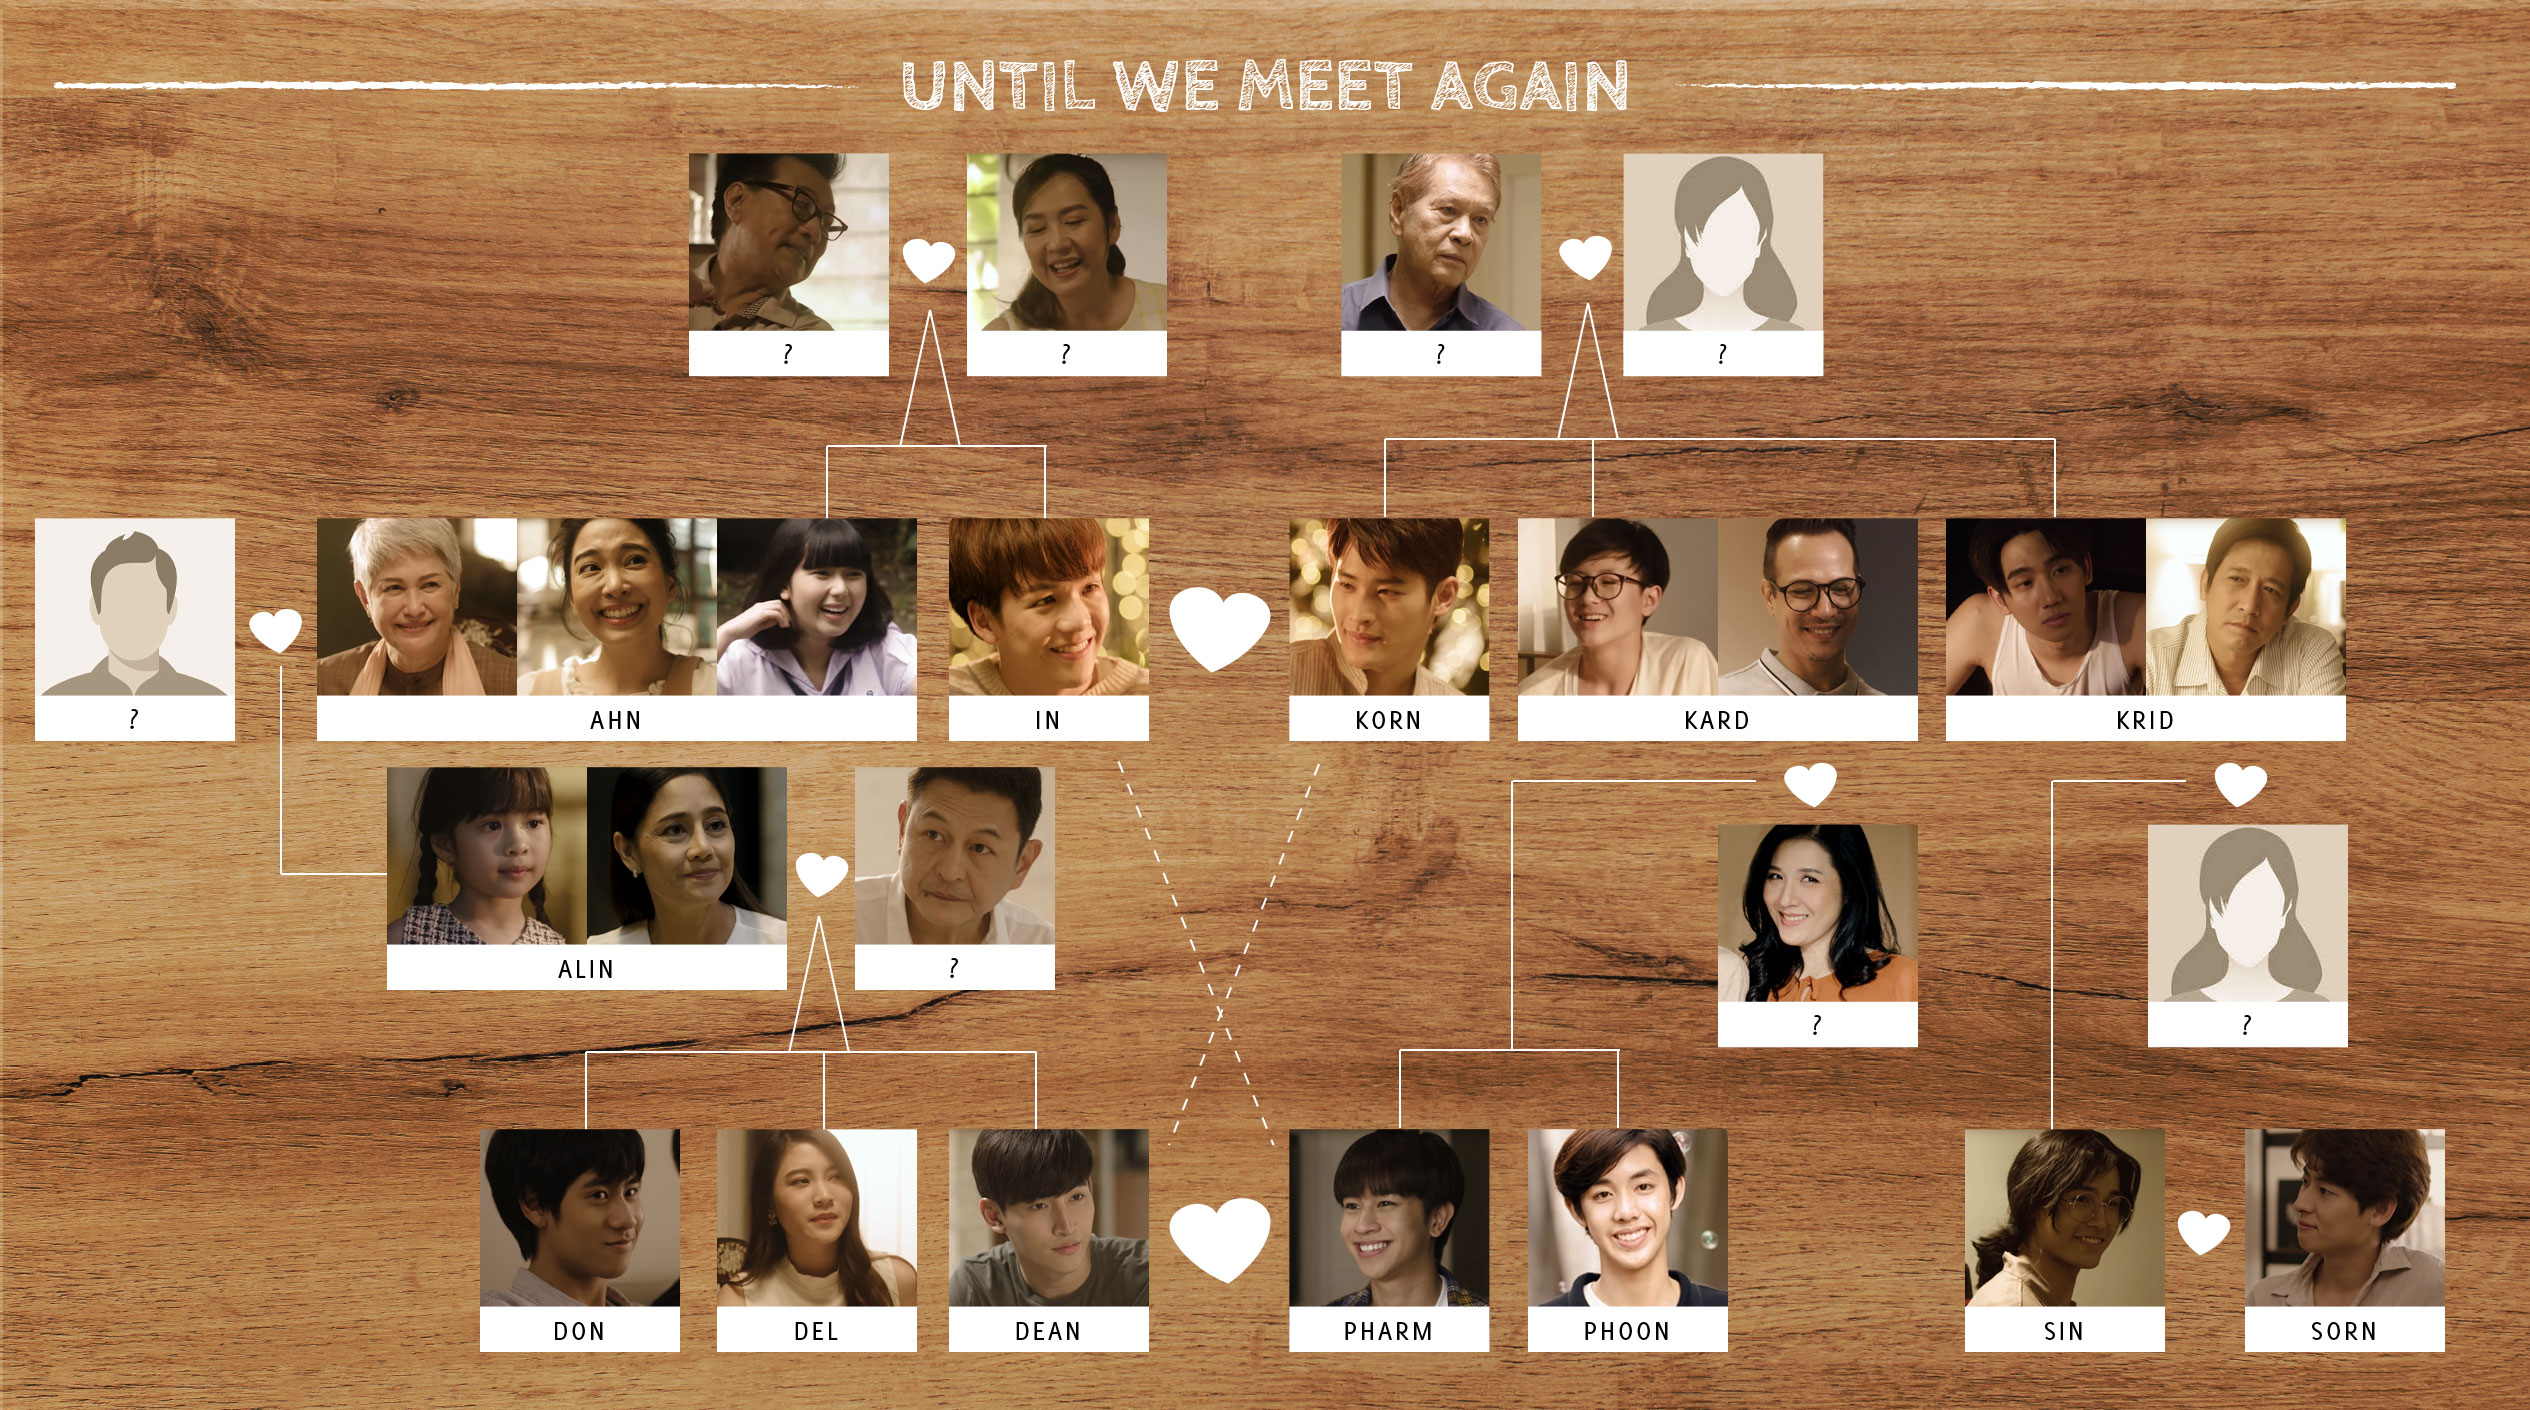 UNTIL WE MEET AGAIN
?
?
?
?
?
AHN
IN
KORN
KARD
KRID
ALIN
?
?
?
DON
DEL
DEAN
PHARM
PHOON
SIN
SORN